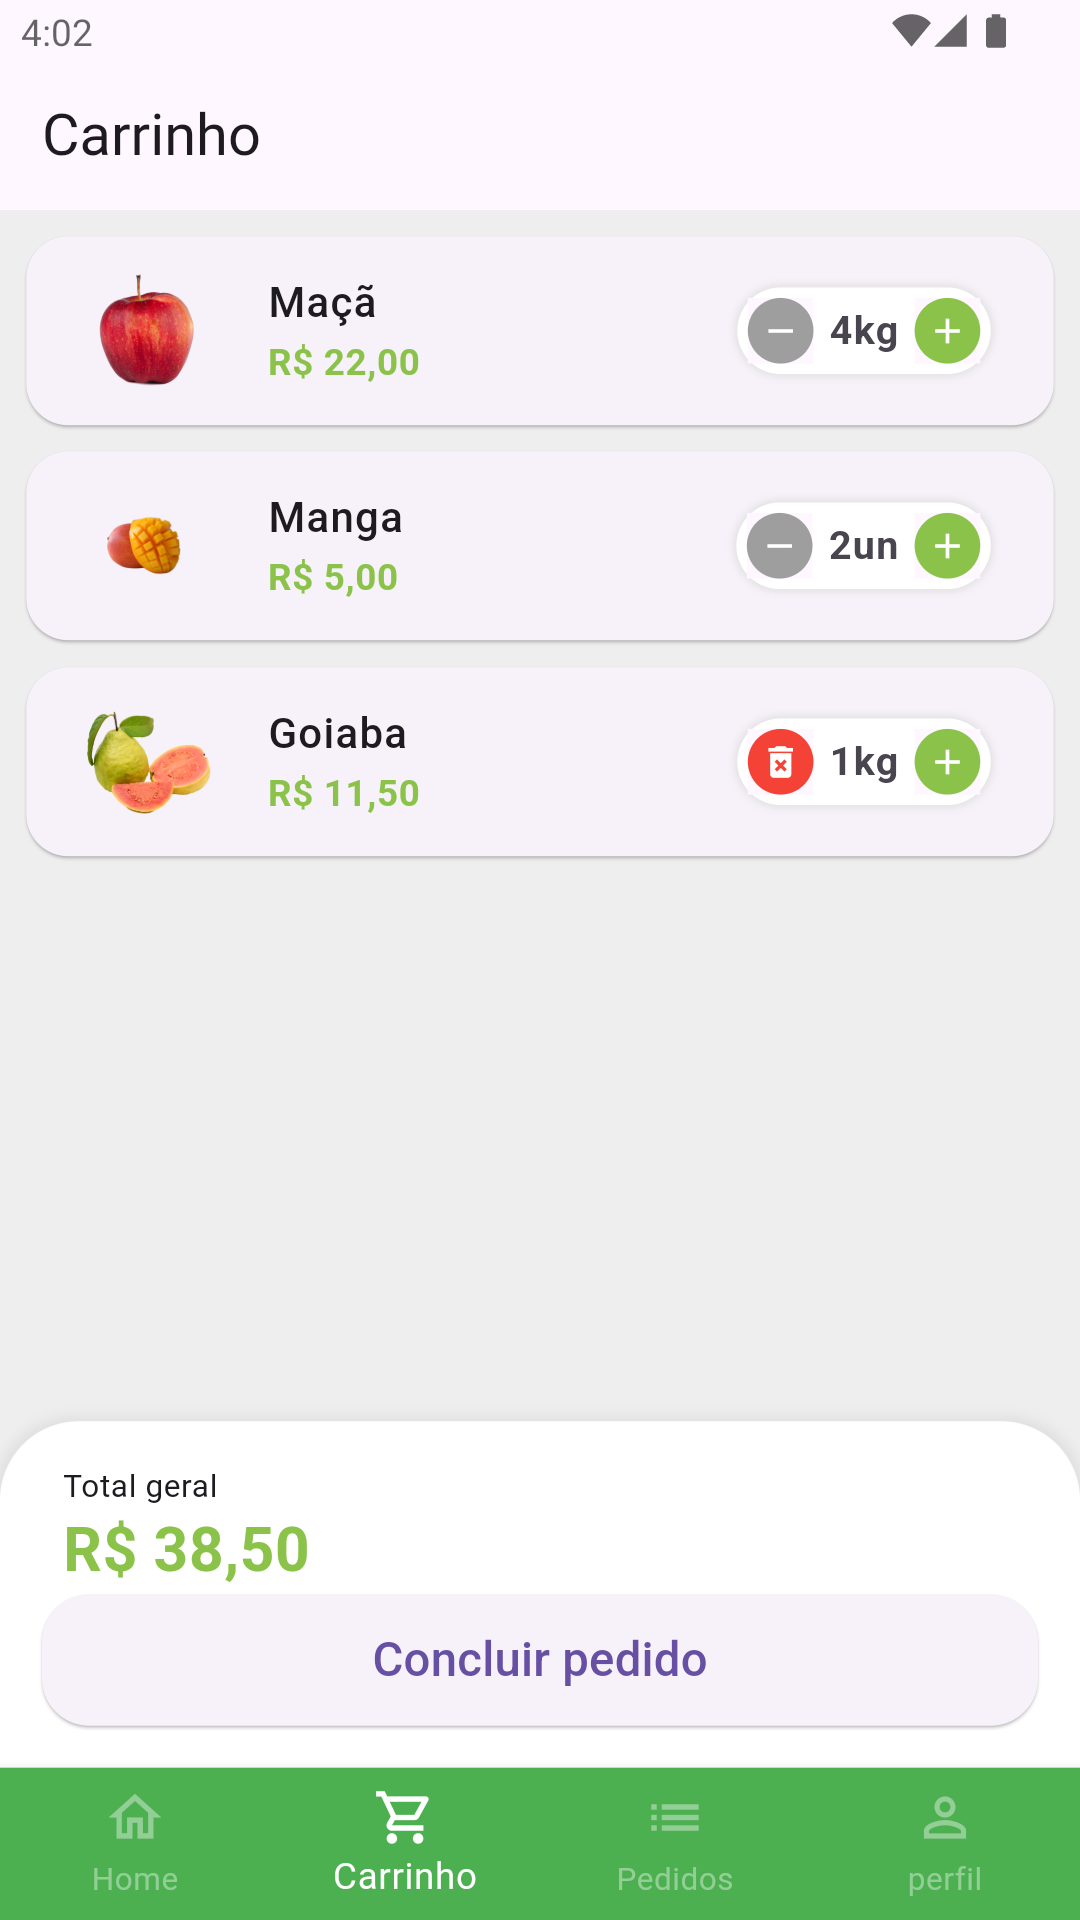 4:02
Carrinho
Maçã
R$ 22,00
4kg
Manga
R$ 5,00
2un
Goiaba
R$ 11,50
1kg
Total geral
R$ 38,50
Concluir pedido
Home
Carrinho
Pedidos
perfil